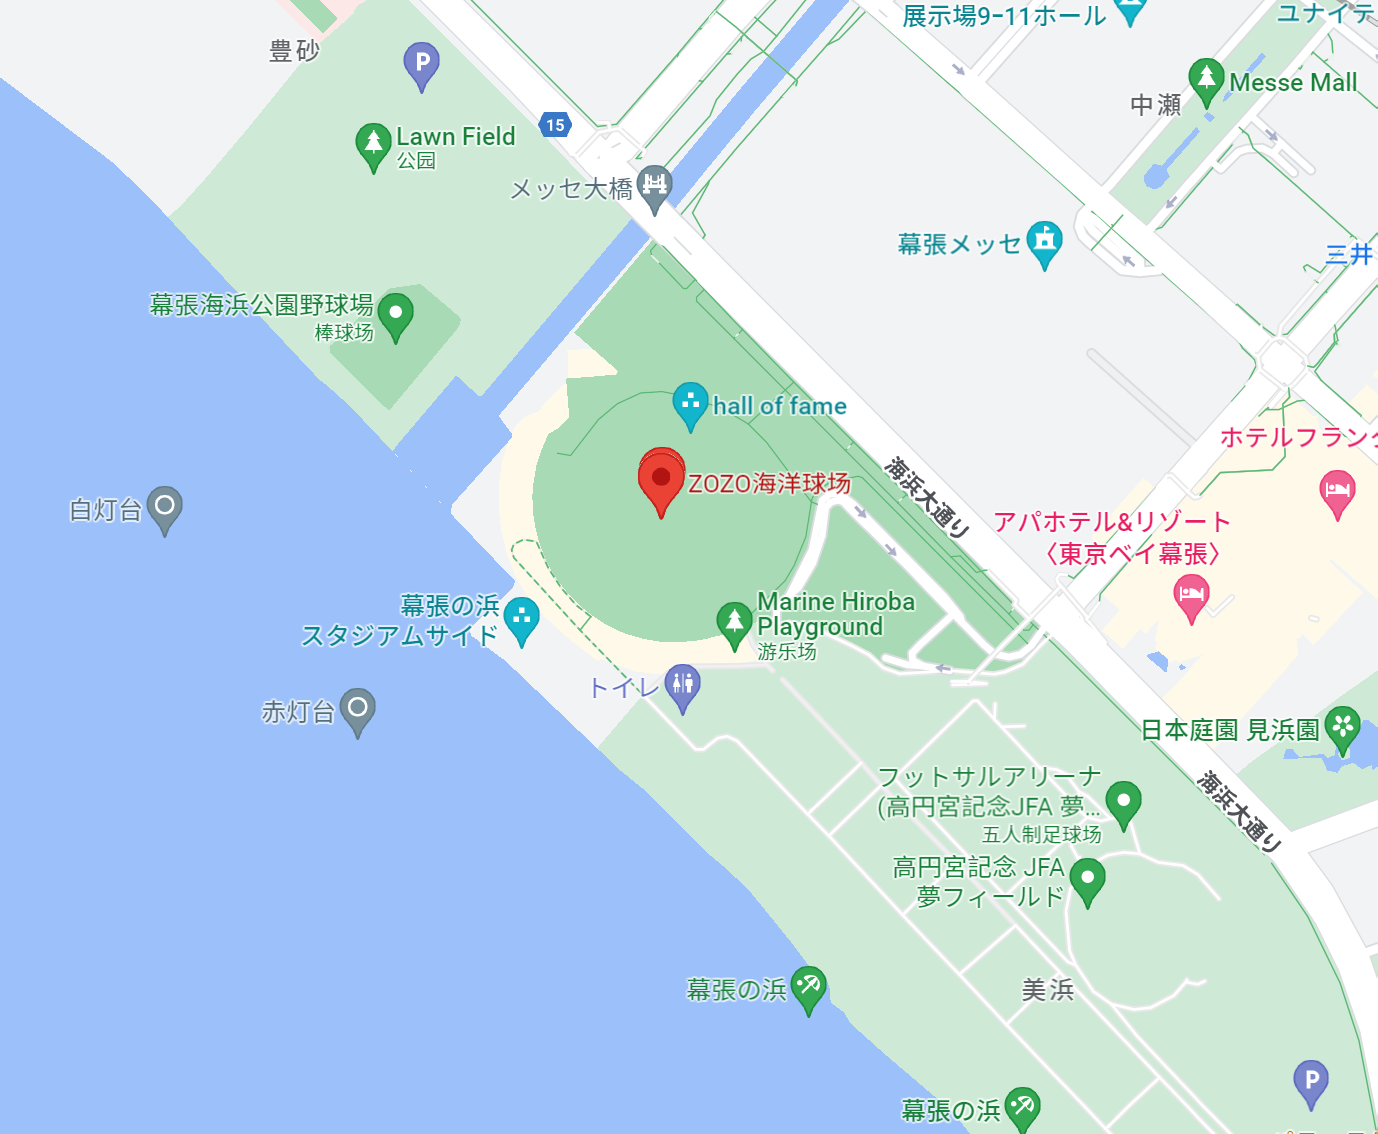 展示場9-11ホール
ユナイテ
豊砂
P
Messe Mall
中瀬
15
Lawn Field
公园
メッセ大橋
幕張メッセ
三井
幕張海浜公園野球場
棒球场
hall of fame
ホテルフラン
ZOZO海洋球场
海浜大通り
白灯台
アパホテル&リゾート
〈東京ベイ幕張〉
幕張の浜
スタジアムサイド
Marine Hiroba
Playground
游乐场
トイレ
赤灯台
日本庭園 見浜園
フットサルアリーナ
(高円宮記念JFA 夢...
五人制足球场
海浜大通り
高円宮記念 JFA
夢フィールド
幕張の浜
美浜
P
幕張の浜